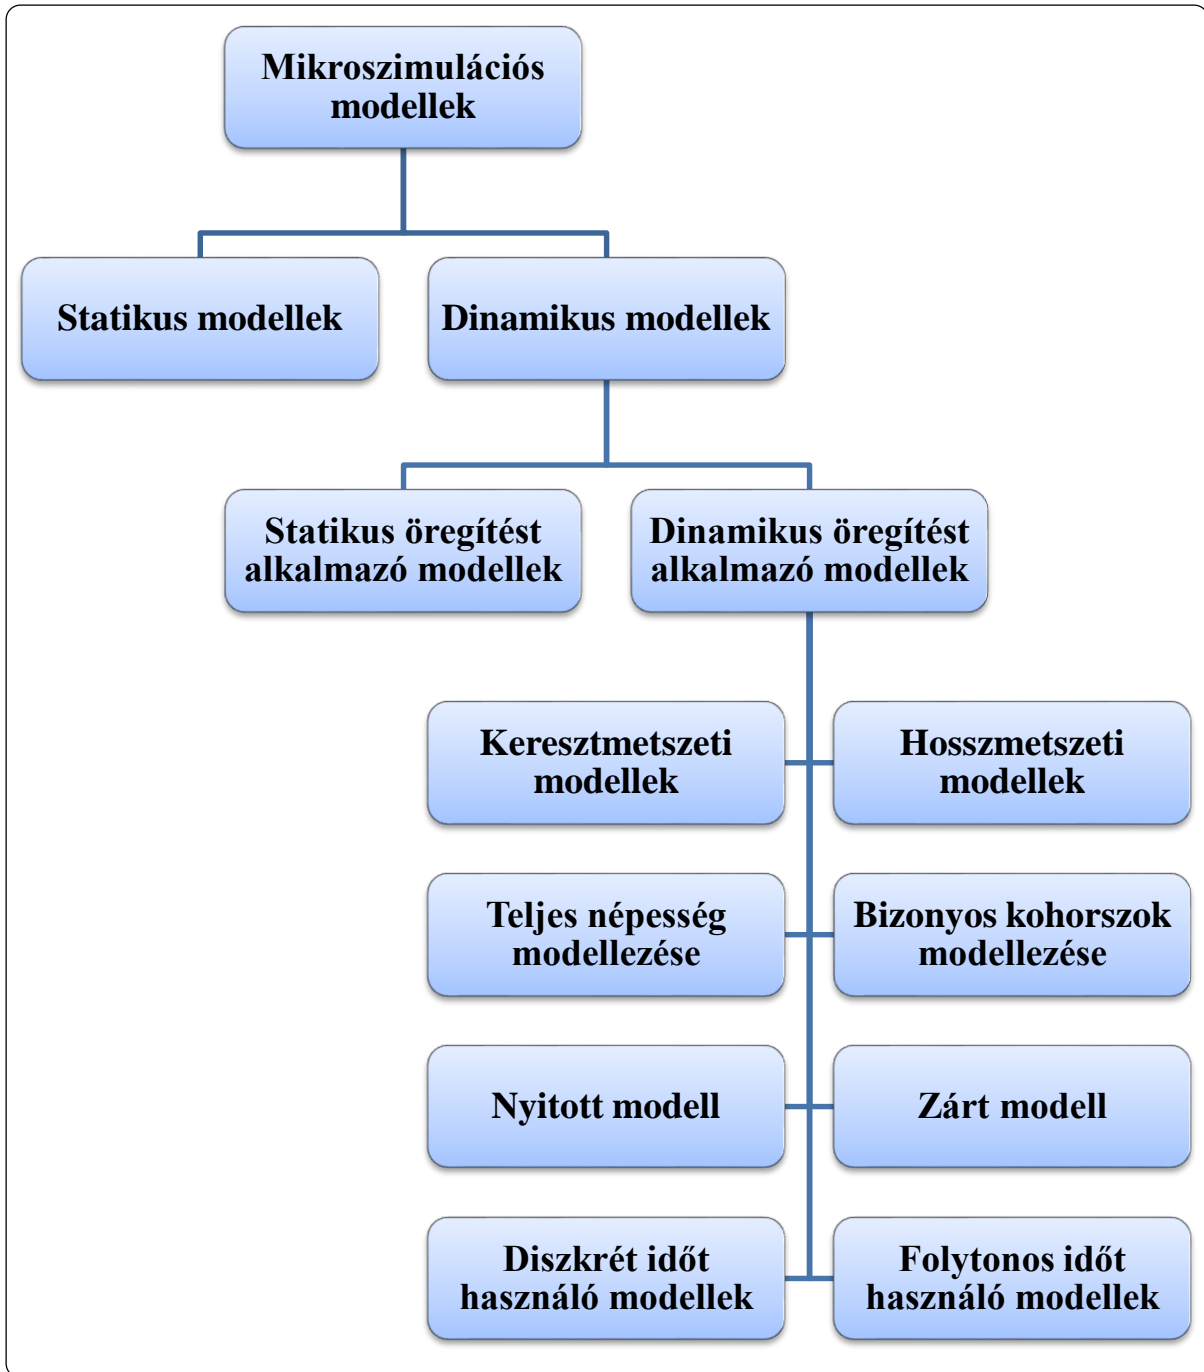 Mikroszimulációs
modellek
Statikus modellek
Dinamikus modellek
Statikus öregítést
alkalmazó modellek
Dinamikus öregítést
alkalmazó modellek
Keresztmetszeti
modellek
Hosszmetszeti
modellek
Teljes népesség
modellezése
Bizonyos kohorszok
modellezése
Nyitott modell
Zárt modell
Diszkrét időt
használó modellek
Folytonos időt
használó modellek